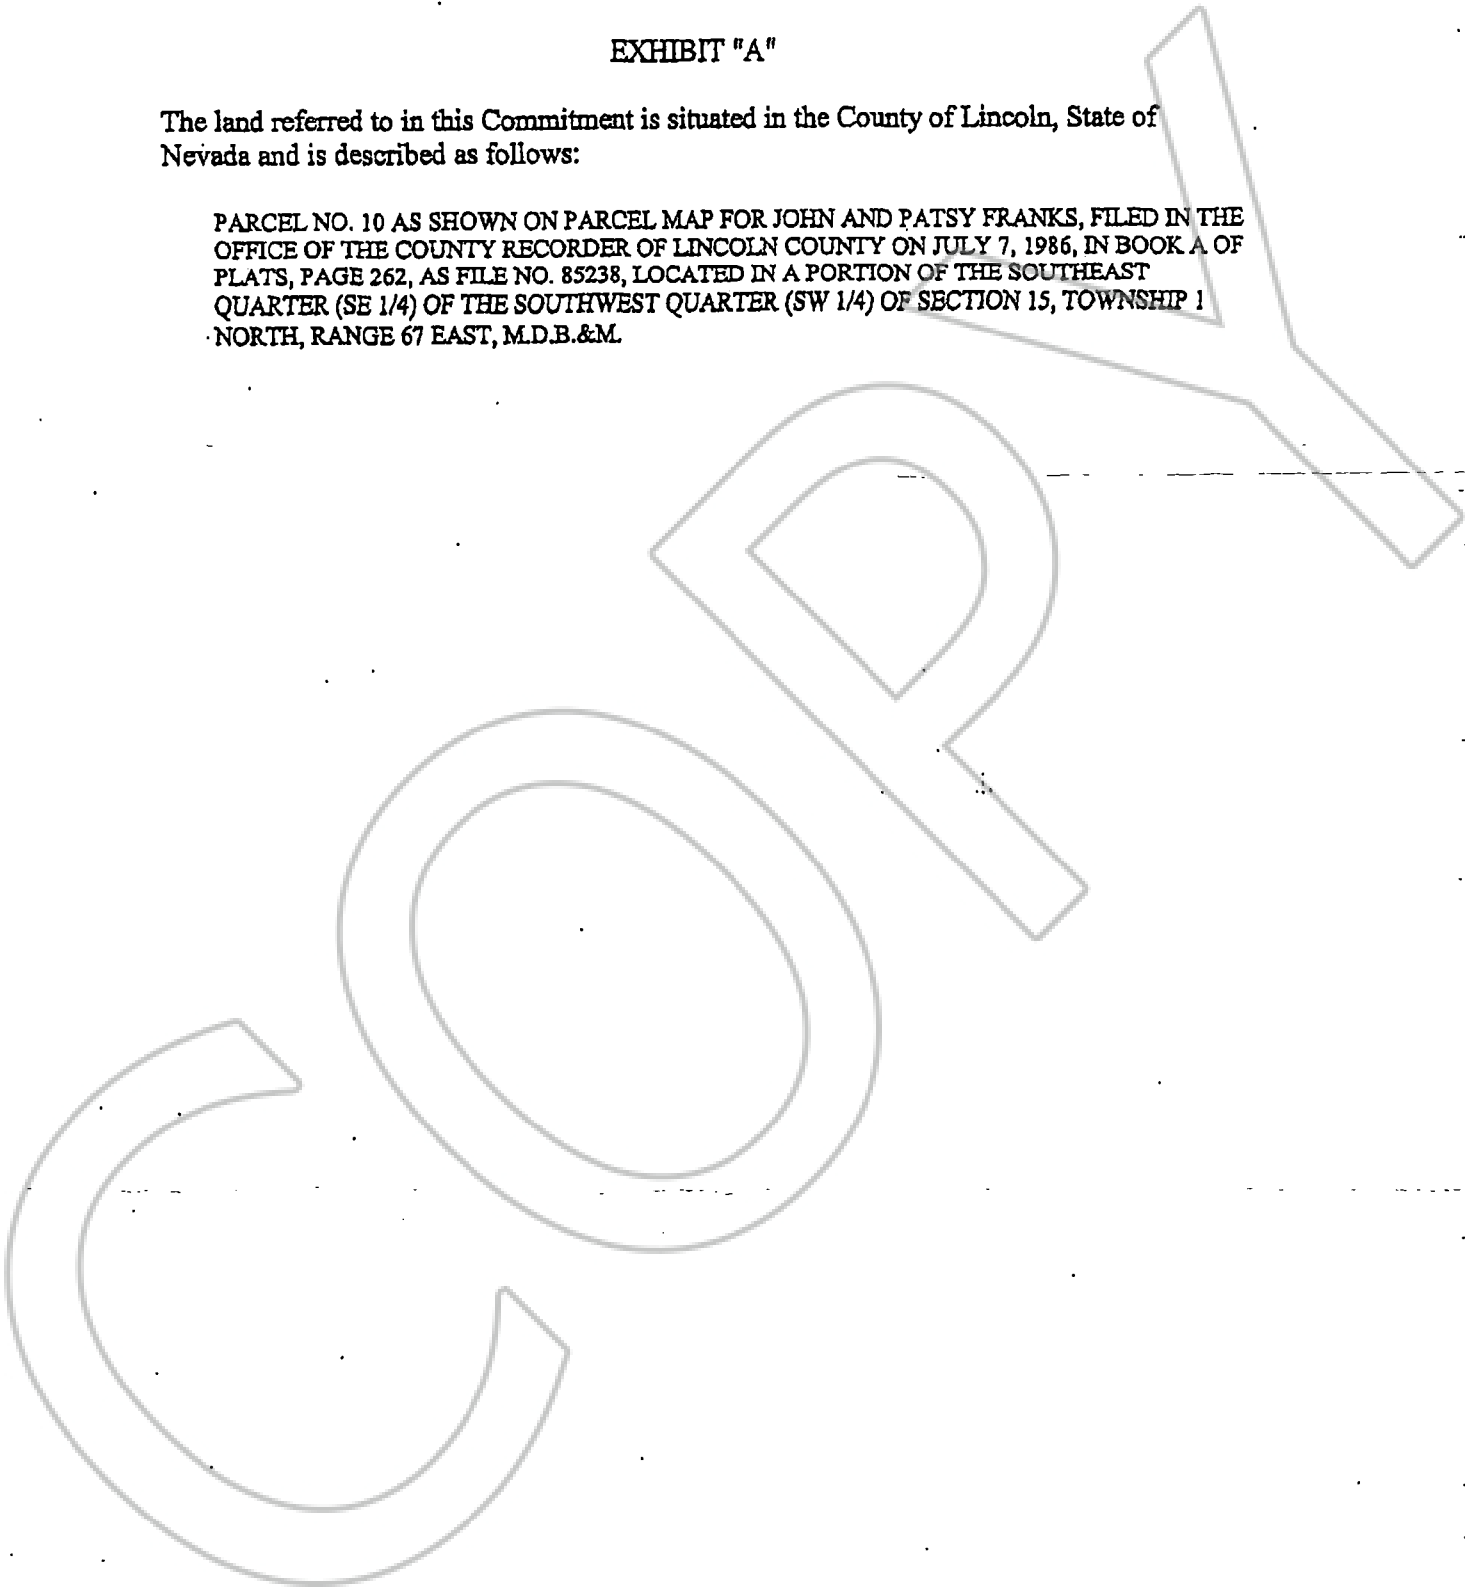 EXHIBIT "A"
The land referred to in this Commitment is situated in the County of Lincoln, State of
Nevada and is described as follows:
PARCEL NO. 10 AS SHOWN ON PARCEL MAP FOR JOHN AND PATSY FRANKS, FILED IN THE
OFFICE OF THE COUNTY RECORDER OF LINCOLN COUNTY ON JULY 7, 1986, IN BOOK A OF
PLATS, PAGE 262, AS FILE NO. 85238, LOCATED IN A PORTION OF THE SOUTHEAST
QUARTER (SE 1/4) OF THE SOUTHWEST QUARTER (SW 1/4) OF SECTION 15, TOWNSHIP 1
NORTH, RANGE 67 EAST, M.D.B.&M.
COPY